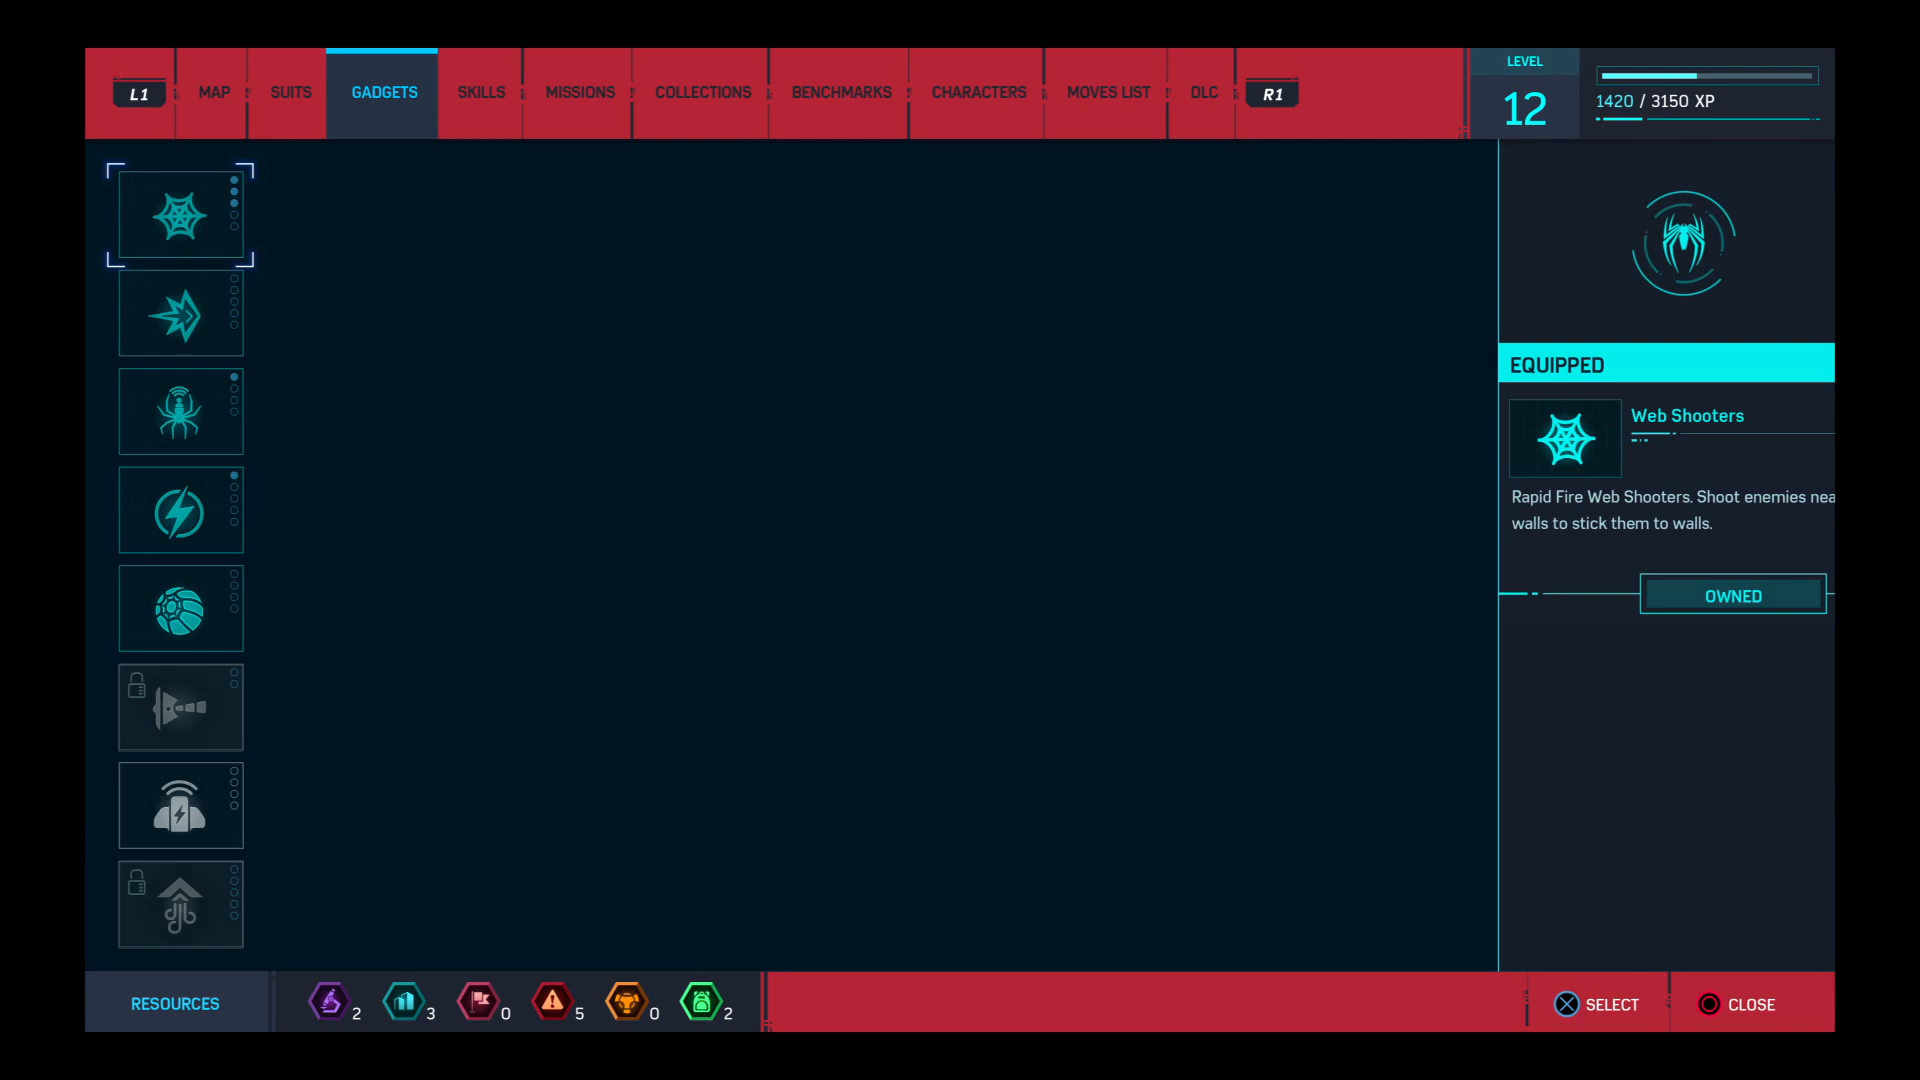 L1 MAP SUITS GADGETS SKILLS MISSIONS COLLECTIONS BENCHMARKS CHARACTERS MOVES LIST DLC R1
LEVEL
12
1420 / 3150 XP
EQUIPPED
Web Shooters
Rapid Fire Web Shooters. Shoot enemies nea
walls to stick them to walls.
OWNED
RESOURCES 2 3 0 5 0 2 SELECT CLOSE